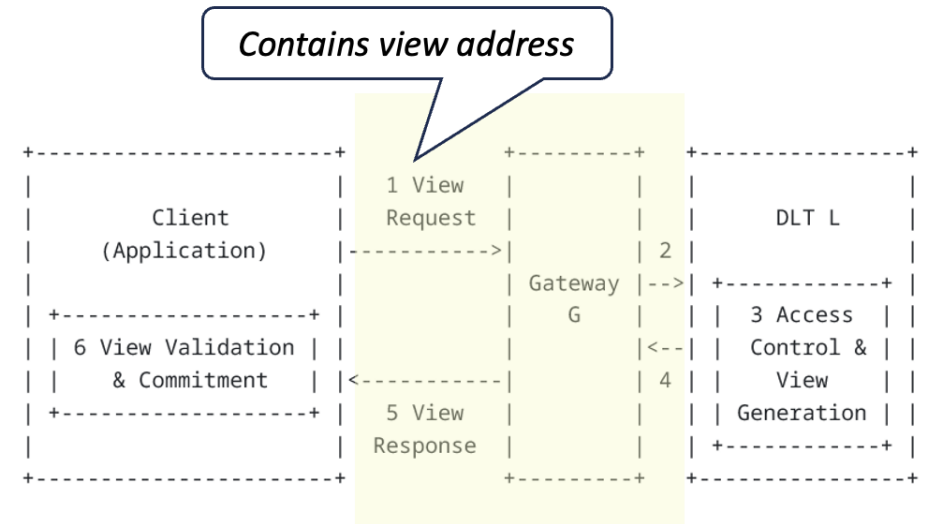 Contains view address
+-----------------------+            +---------+   +----------------+
|                       |   1 View   |         |   |                |
|        Client         |   Request  |         |   |     DLT L      |
|     (Application)     |----------->|         | 2 |                |
|                       |            | Gateway |-->| +------------+ |
| +-------------------+ |            |    G    |   | |  3 Access  | |
| | 6 View Validation | |            |         |<--| |  Control & | |
| |    & Commitment   | |<-----------|         | 4 | |    View    | |
| +-------------------+ |   5 View   |         |   | | Generation | |
|                       |  Response  |         |   | +------------+ |
+-----------------------+            +---------+   +----------------+